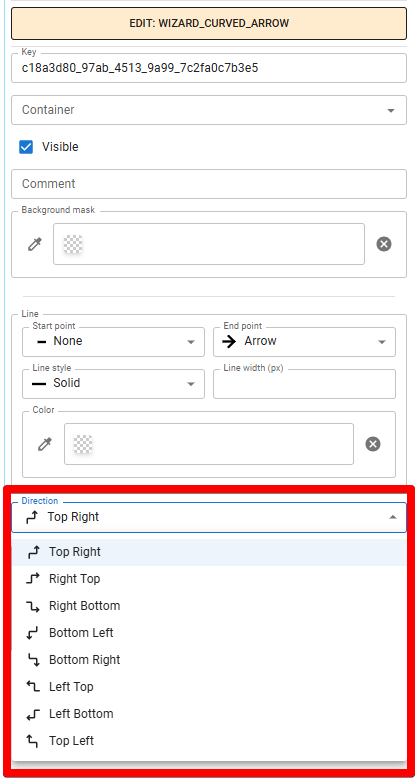 EDIT: WIZARD_CURVED_ARROW
Key
c18a3d80_97ab_4513_9a99_7c2fa0c7b3e5
Container
Visible
Comment
Background mask
Line
Start point
None
End point
Arrow
Line style
Solid
Line width (px)
Color
Direction
Top Right
Top Right
Right Top
Right Bottom
Bottom Left
Bottom Right
Left Top
Left Bottom
Top Left